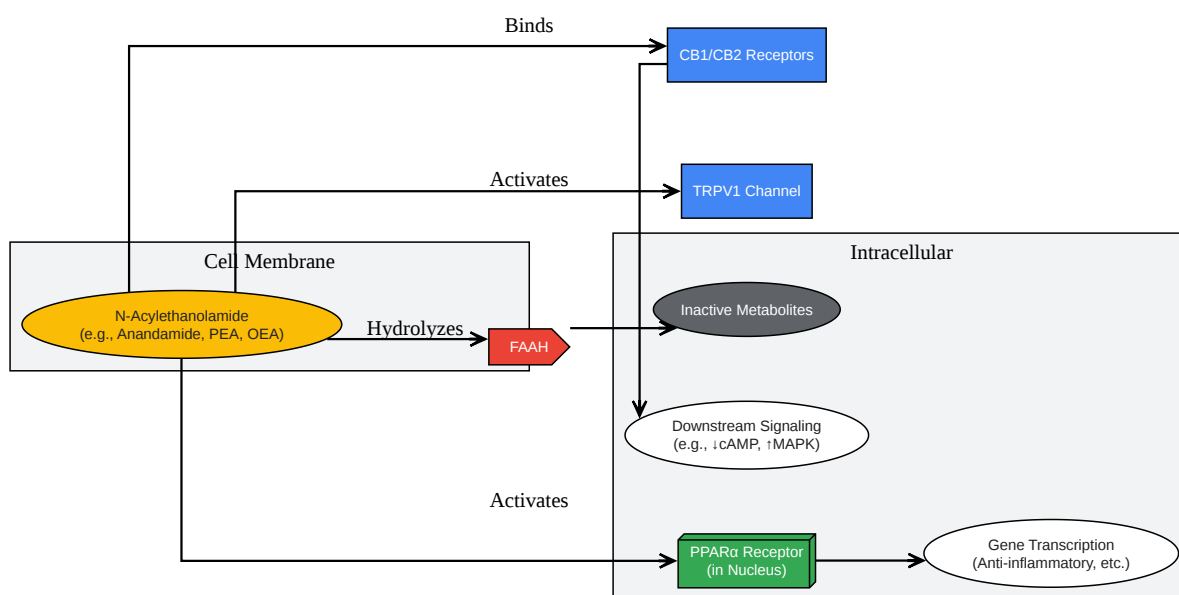 Binds
CB1/CB2 Receptors
Activates
TRPV1 Channel
Cell Membrane
Intracellular
N-Acylethanolamide
(e.g., Anandamide, PEA, OEA)
Hydrolyzes
FAAH
Inactive Metabolites
Downstream Signaling
(e.g., ↓cAMP, ↑MAPK)
Activates
PPARα Receptor
(in Nucleus)
Gene Transcription
(Anti-inflammatory, etc.)